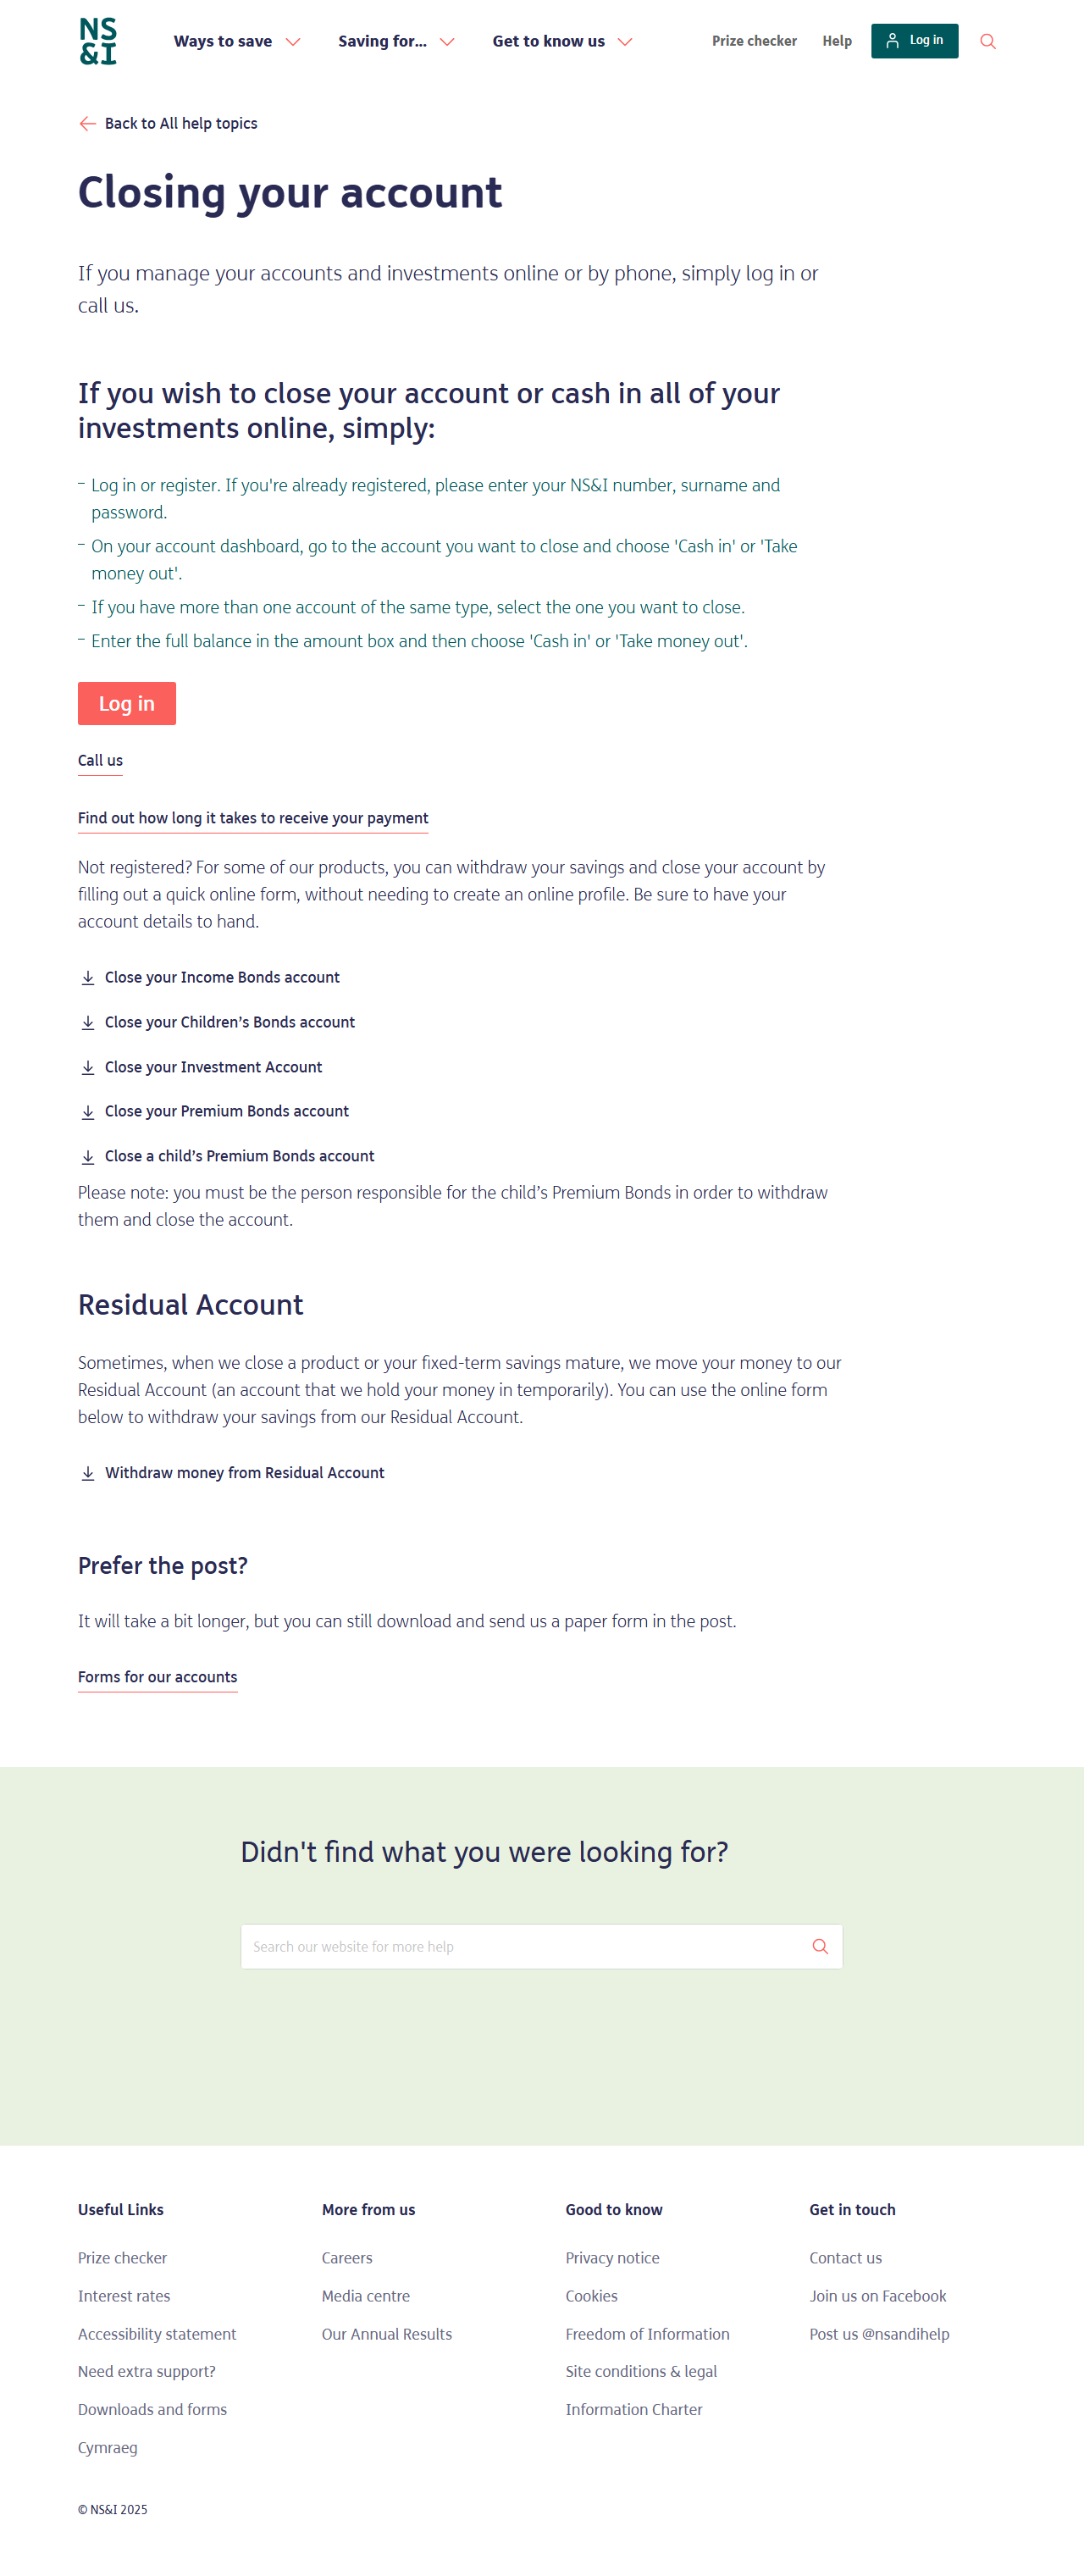 NS
&I
Ways to save
Saving for...
Get to know us
Prize checker
Help
Log in
Back to All help topics
Closing your account
If you manage your accounts and investments online or by phone, simply log in or
call us.
If you wish to close your account or cash in all of your
investments online, simply:
– Log in or register. If you're already registered, please enter your NS&I number, surname and
password.
– On your account dashboard, go to the account you want to close and choose 'Cash in' or 'Take
money out'.
– If you have more than one account of the same type, select the one you want to close.
– Enter the full balance in the amount box and then choose 'Cash in' or 'Take money out'.
Log in
Call us
Find out how long it takes to receive your payment
Not registered? For some of our products, you can withdraw your savings and close your account by
filling out a quick online form, without needing to create an online profile. Be sure to have your
account details to hand.
Close your Income Bonds account
Close your Children’s Bonds account
Close your Investment Account
Close your Premium Bonds account
Close a child’s Premium Bonds account
Please note: you must be the person responsible for the child’s Premium Bonds in order to withdraw
them and close the account.
Residual Account
Sometimes, when we close a product or your fixed-term savings mature, we move your money to our
Residual Account (an account that we hold your money in temporarily). You can use the online form
below to withdraw your savings from our Residual Account.
Withdraw money from Residual Account
Prefer the post?
It will take a bit longer, but you can still download and send us a paper form in the post.
Forms for our accounts
Didn't find what you were looking for?
Search our website for more help
Useful Links
Prize checker
Interest rates
Accessibility statement
Need extra support?
Downloads and forms
Cymraeg
More from us
Careers
Media centre
Our Annual Results
Good to know
Privacy notice
Cookies
Freedom of Information
Site conditions & legal
Information Charter
Get in touch
Contact us
Join us on Facebook
Post us @nsandihelp
© NS&I 2025